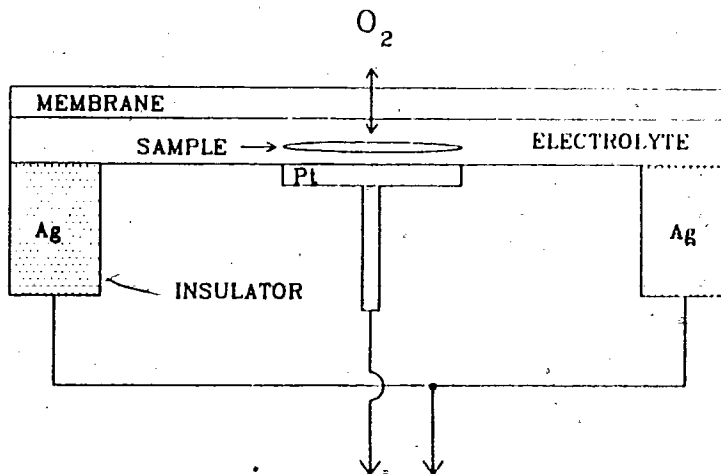 O2
MEMBRANE
SAMPLE
ELECTROLYTE
Pt
Ag
Ag
INSULATOR